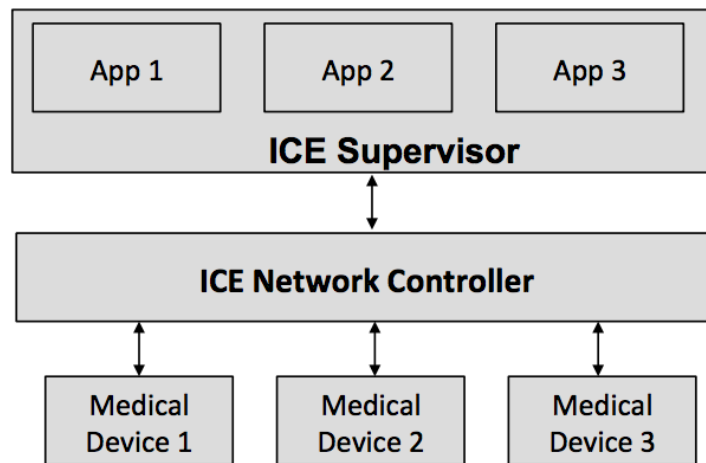 App 1
App 2
App 3
ICE Supervisor
ICE Network Controller
Medical
Device 1
Medical
Device 2
Medical
Device 3